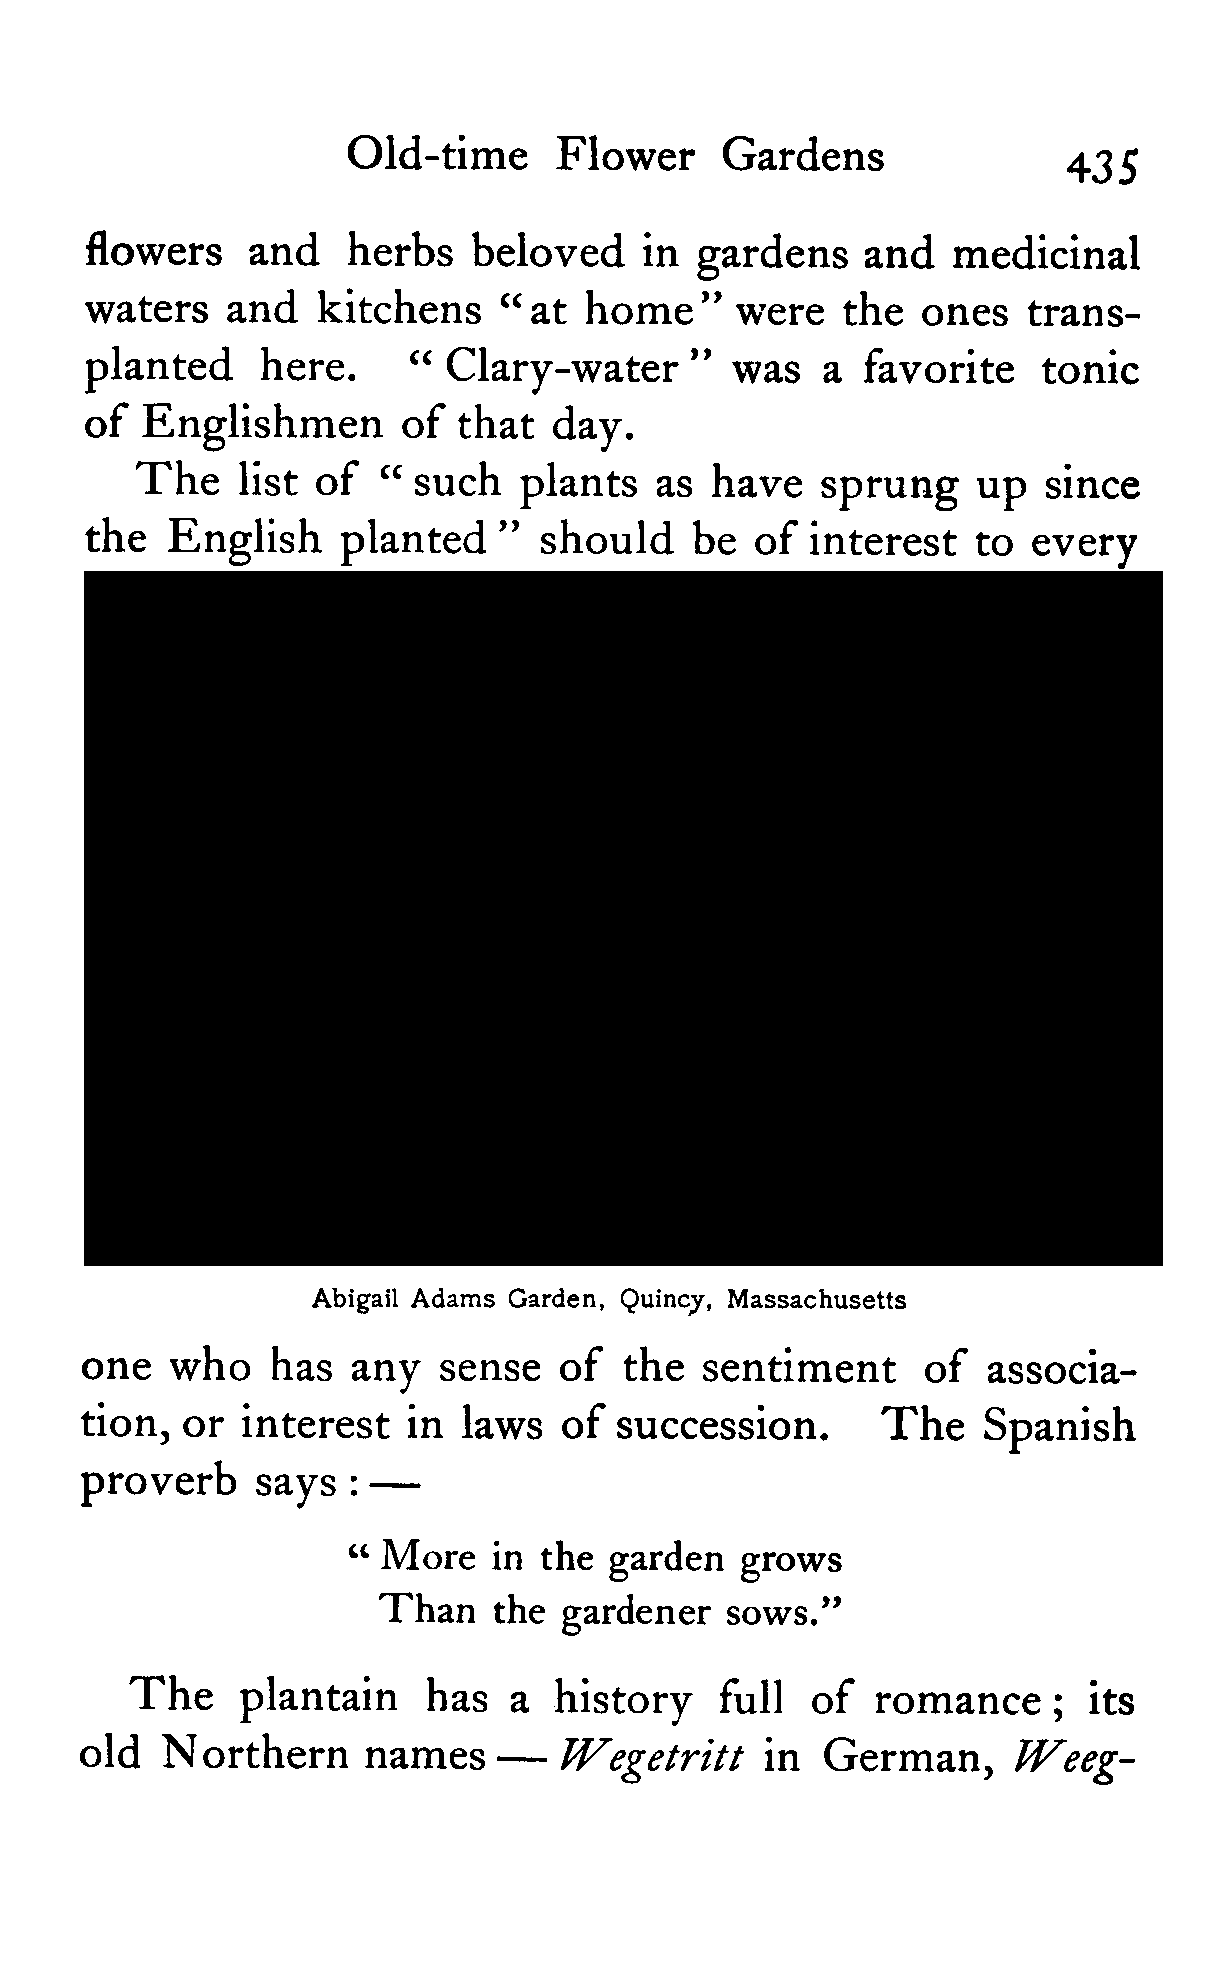 Old-time Flower Gardens 435
flowers and herbs beloved in gardens and medicinal
waters and kitchens “at home” were the ones trans-
planted here. “Clary-water” was a favorite tonic
of Englishmen of that day.
The list of “such plants as have sprung up since
the English planted” should be of interest to every
Abigail Adams Garden, Quincy, Massachusetts
one who has any sense of the sentiment of associa-
tion, or interest in laws of succession. The Spanish
proverb says : —
“More in the garden grows
Than the gardener sows.”
The plantain has a history full of romance ; its
old Northern names — Wegetritt in German, Weeg-